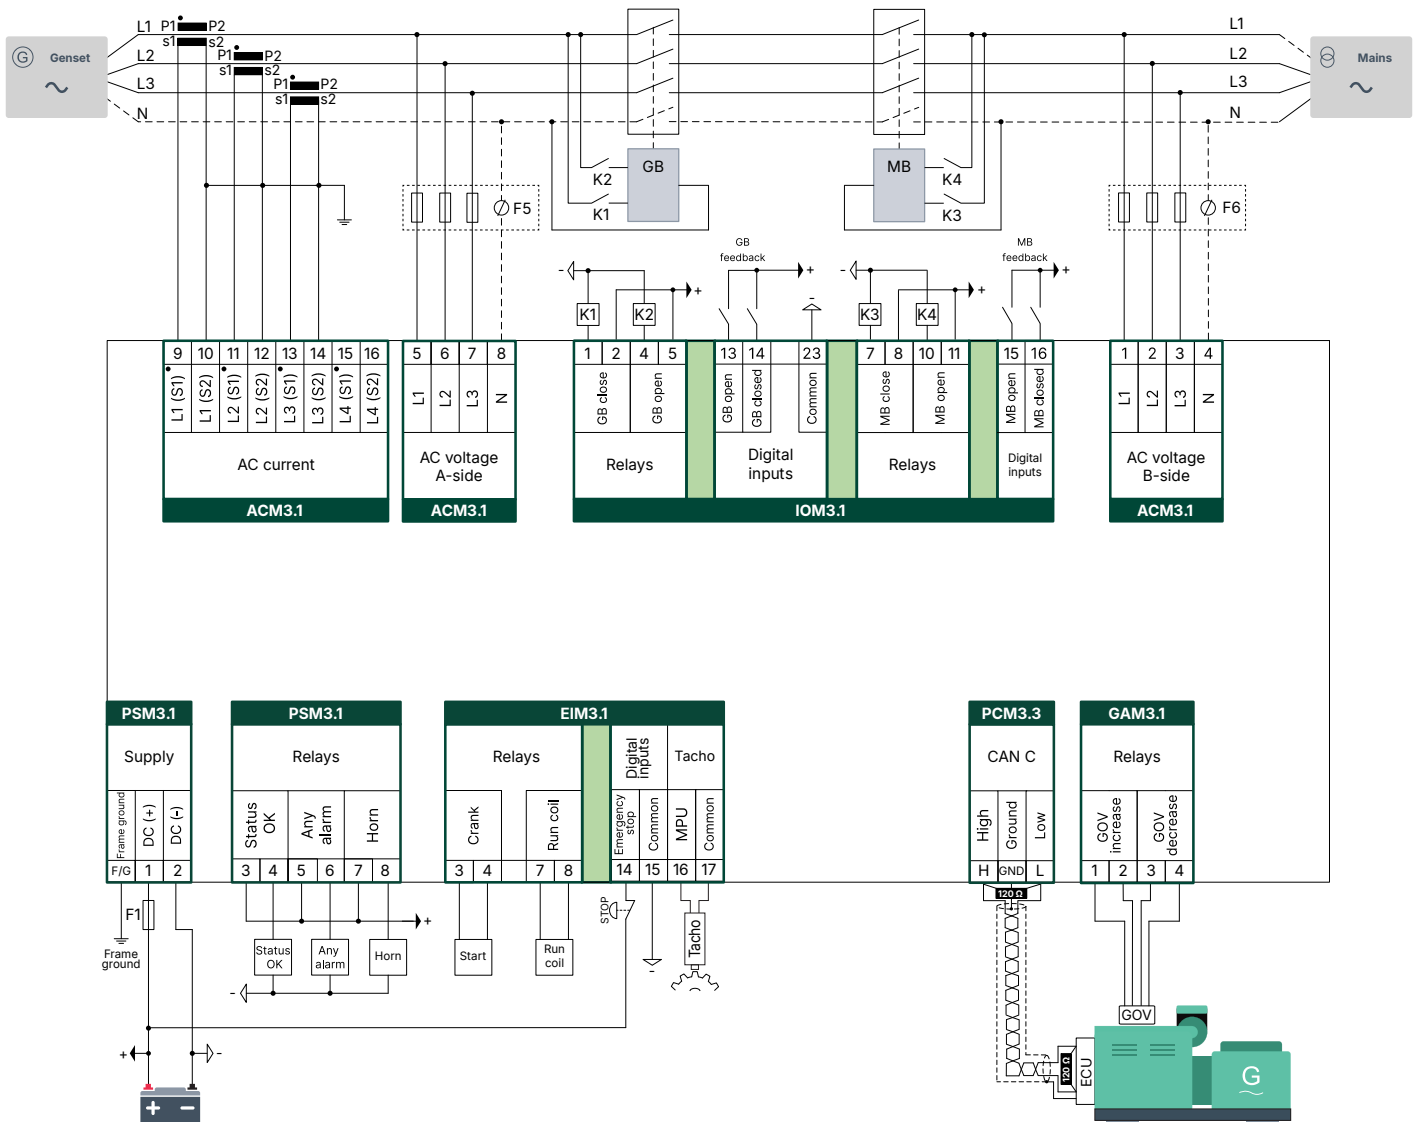 L1 P1 P2
s1 s2
L2 P1 P2
s1 s2
L3 P1 P2
s1 s2
N
G Genset
L1
L2
L3
N
Mains
GB
K2
K1
MB
K4
K3
F5
F6
GB
feedback
MB
feedback
- +
- +
-
+
+
K1 K2
K3 K4
9 10 11 12 13 14 15 16
L1 (S1) L1 (S2) L2 (S1) L2 (S2) L3 (S1) L3 (S2) L4 (S1) L4 (S2)
AC current
ACM3.1
5 6 7 8
L1 L2 L3 N
AC voltage
A-side
ACM3.1
1 2 4 5
GB close GB open
Relays
13 14 23
GB open GB closed Common
Digital
inputs
7 8 10 11
MB close MB open
Relays
15 16
MB open MB closed
Digital
inputs
IOM3.1
1 2 3 4
L1 L2 L3 N
AC voltage
B-side
ACM3.1
PSM3.1
Supply
Frame ground DC (+) DC (-)
F/G 1 2
PSM3.1
Relays
Status
OK
Any
alarm
Horn
3 4 5 6 7 8
EIM3.1
Relays
Crank Run coil
3 4 7 8
Digital
inputs
Emergency
stop
Common
14 15
Tacho
MPU Common
16 17
PCM3.3
CAN C
High Ground Low
H GND L
GAM3.1
Relays
GOV
increase
GOV
decrease
1 2 3 4
F1
Frame
ground
+
Status
OK
Any
alarm
Horn
-
Start
Run
coil
STOP
-
Tacho
120 Ω
120 Ω
ECU
GOV
G
+ -
+ −